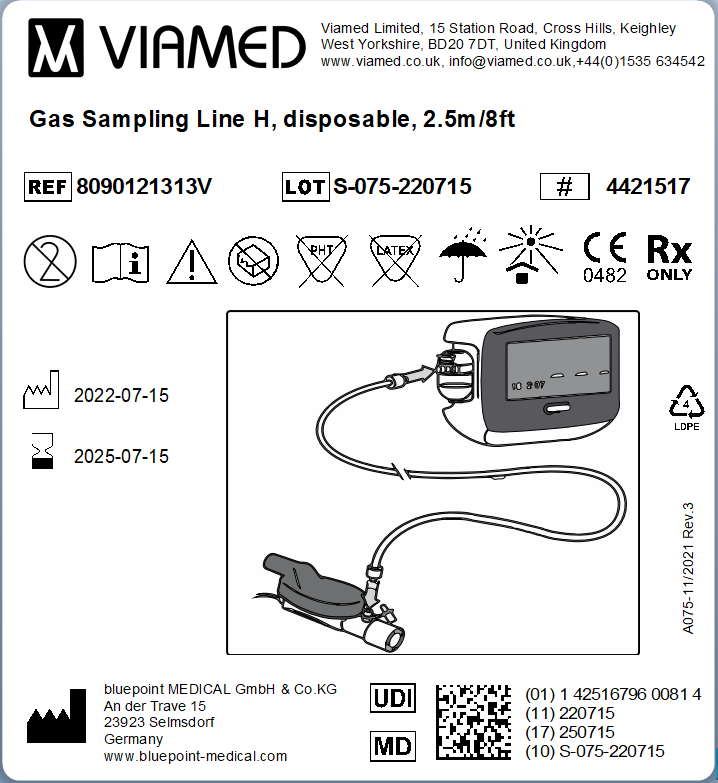 VIAMED
Viamed Limited, 15 Station Road, Cross Hills, Keighley
West Yorkshire, BD20 7DT, United Kingdom
www.viamed.co.uk, info@viamed.co.uk,+44(0)1535 634542
Gas Sampling Line H, disposable, 2.5m/8ft
REF 8090121313V LOT S-075-220715 # 4421517
2 i ! PHT LATEX CE 0482 Rx ONLY
2022-07-15
2025-07-15
4
LDPE
A075-11/2021 Rev.3
bluepoint MEDICAL GmbH & Co.KG
An der Trave 15
23923 Selmsdorf
Germany
www.bluepoint-medical.com
UDI
MD
(01) 1 42516796 0081 4
(11) 220715
(17) 250715
(10) S-075-220715